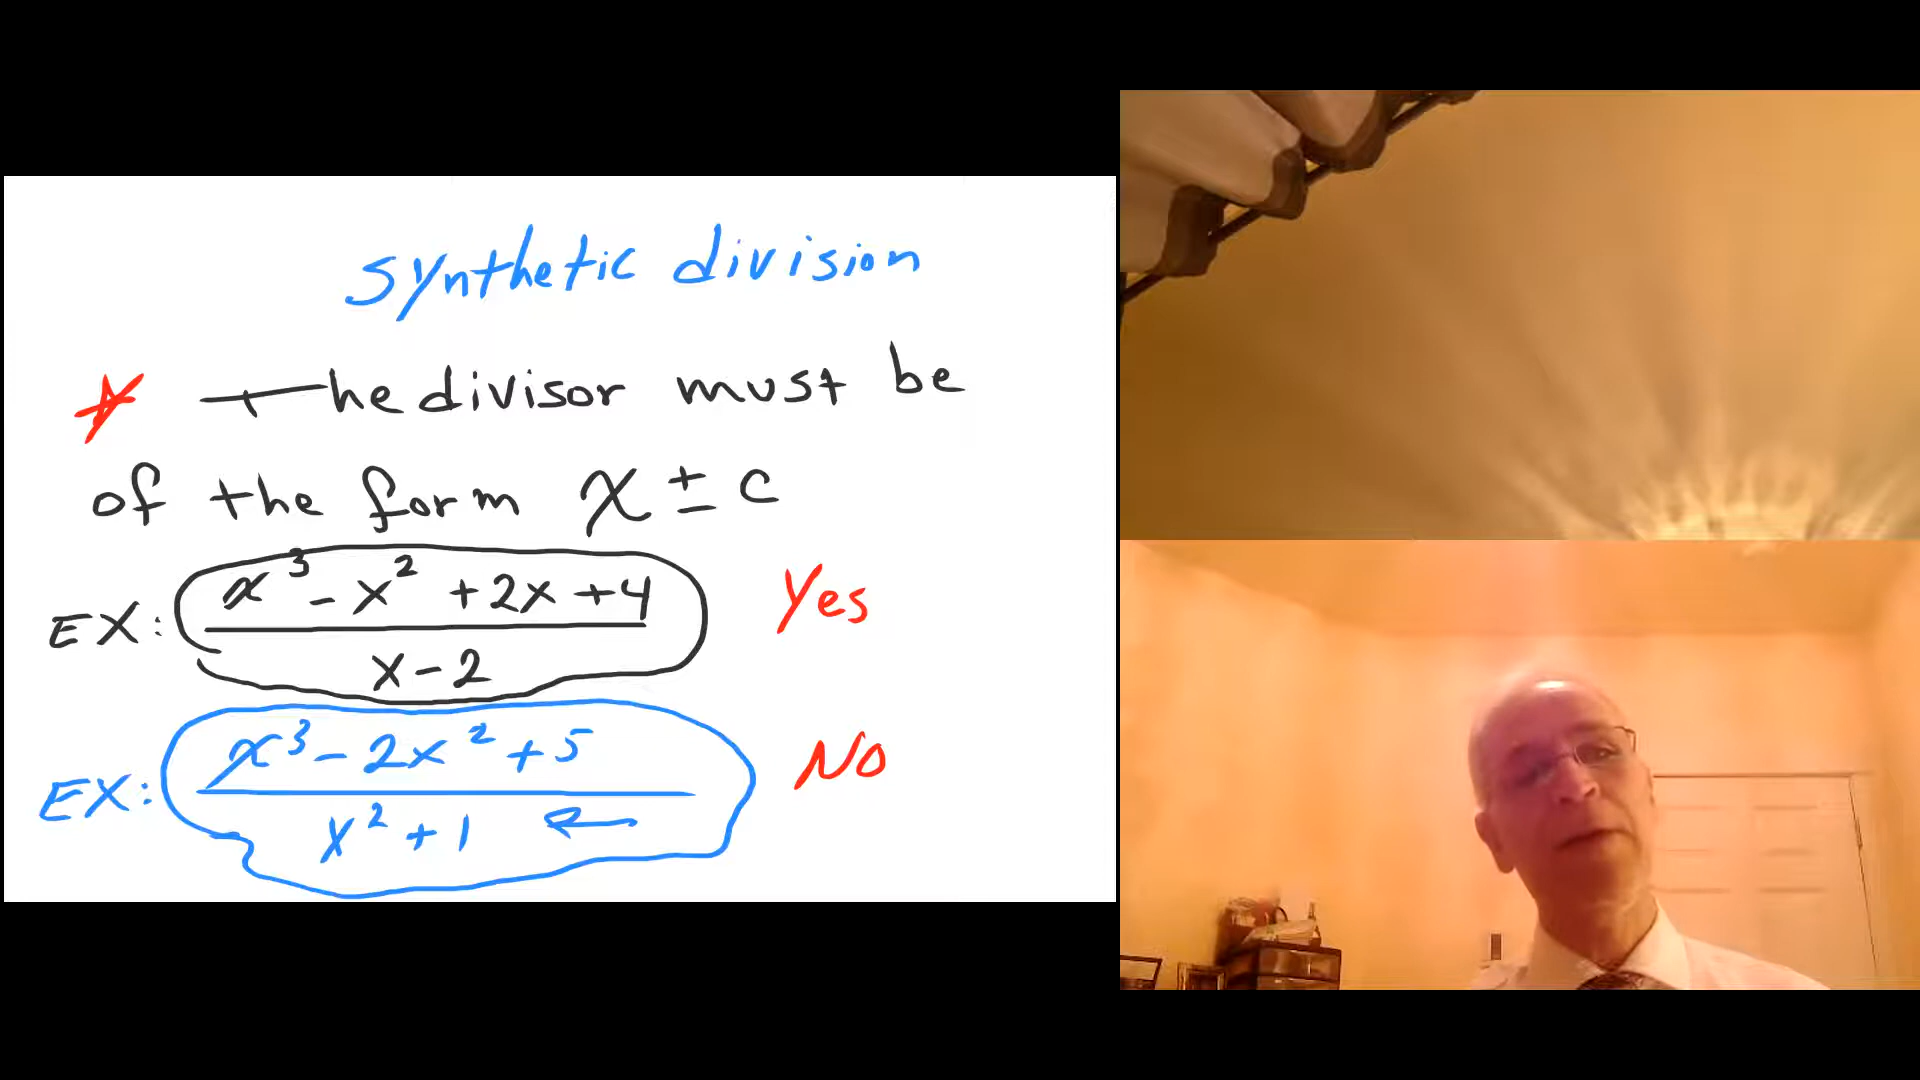 synthetic division
* The divisor must be
of the form x ± c
EX: (x³ - x² + 2x + 4) / (x - 2) Yes
EX: (x³ - 2x² + 5) / (x² + 1) ← No